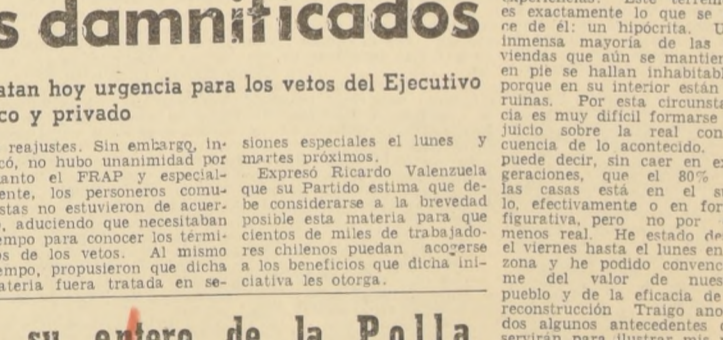 s damnificados
atan hoy urgencia para los vetos del Ejecutivo
co y privado
reajustes. Sin embargo, in-
có, no hubo unanimidad por
anto el FRAP y especial-
ente, los personeros comu-
stas no estuvieron de acuer-
, aduciendo que necesitaban
empo para conocer los térmi-
s de los vetos. Al mismo
empo, propusieron que dicha
ateria fuera tratada en se-
siones especiales el lunes y
martes próximos.
Expresó Ricardo Valenzuela
que su Partido estima que de-
be considerarse a la brevedad
posible esta materia para que
cientos de miles de trabajado-
res chilenos puedan acogerse
a los beneficios que dicha ini-
ciativa les otorga.
su entero de la Polla
es exactamente lo que se
ce de él: un hipócrita. U
inmensa mayoría de las
viendas que aún se mantier
en pie se hallan inhabitab
porque en su interior están
ruinas. Por esta circunst
cia es muy difícil formarse
juicio sobre la real con
cuencia de lo acontecido.
puede decir, sin caer en ex
geraciones, que el 80%
las casas está en el s
lo, efectivamente o en for
figurativa, pero no por
menos real. He estado de
el viernes hasta el lunes en
zona y he podido convenc
me del valor de nues
pueblo y de la eficacia de
reconstrucción Traigo ano
dos algunos antecedentes
servirán para ilustrar